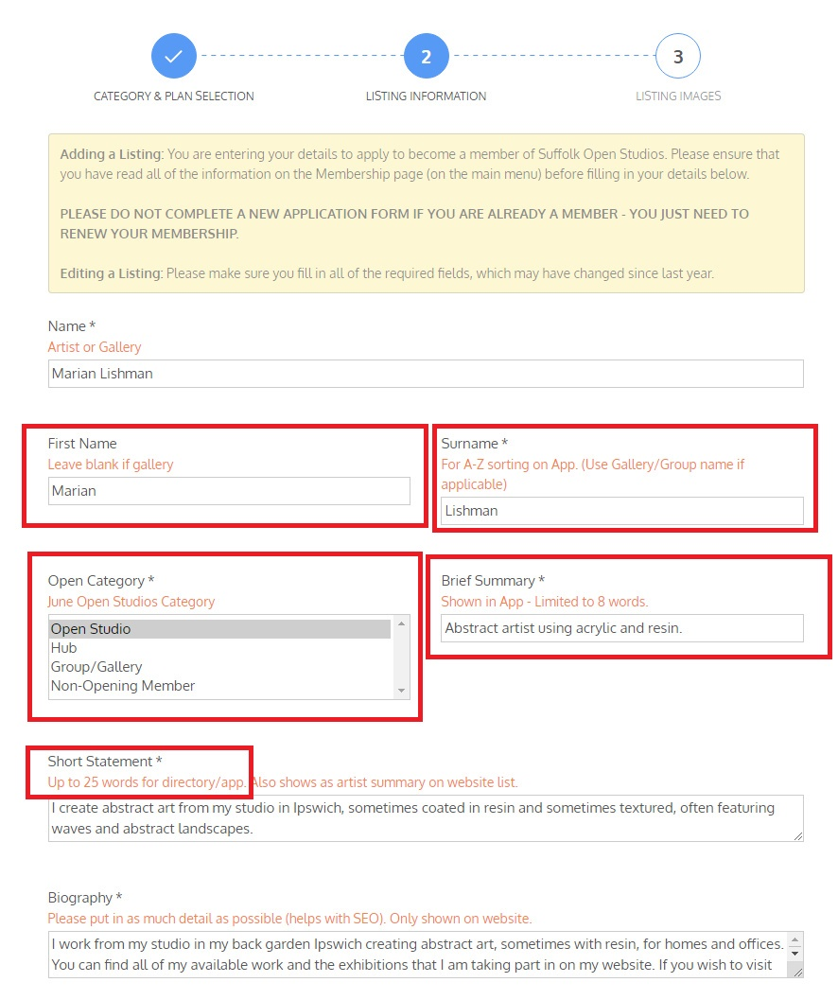 2
3
CATEGORY & PLAN SELECTION
LISTING INFORMATION
LISTING IMAGES
Adding a Listing: You are entering your details to apply to become a member of Suffolk Open Studios. Please ensure that
you have read all of the information on the Membership page (on the main menu) before filling in your details below.
PLEASE DO NOT COMPLETE A NEW APPLICATION FORM IF YOU ARE ALREADY A MEMBER - YOU JUST NEED TO
RENEW YOUR MEMBERSHIP.
Editing a Listing: Please make sure you fill in all of the required fields, which may have changed since last year.
Name *
Artist or Gallery
Marian Lishman
First Name
Leave blank if gallery
Marian
Surname *
For A-Z sorting on App. (Use Gallery/Group name if
applicable)
Lishman
Open Category *
June Open Studios Category
Open Studio
Hub
Group/Gallery
Non-Opening Member
Brief Summary *
Shown in App - Limited to 8 words.
Abstract artist using acrylic and resin.
Short Statement *
Up to 25 words for directory/app. Also shows as artist summary on website list.
I create abstract art from my studio in Ipswich, sometimes coated in resin and sometimes textured, often featuring
waves and abstract landscapes.
Biography *
Please put in as much detail as possible (helps with SEO). Only shown on website.
I work from my studio in my back garden Ipswich creating abstract art, sometimes with resin, for homes and offices.
You can find all of my available work and the exhibitions that I am taking part in on my website. If you wish to visit